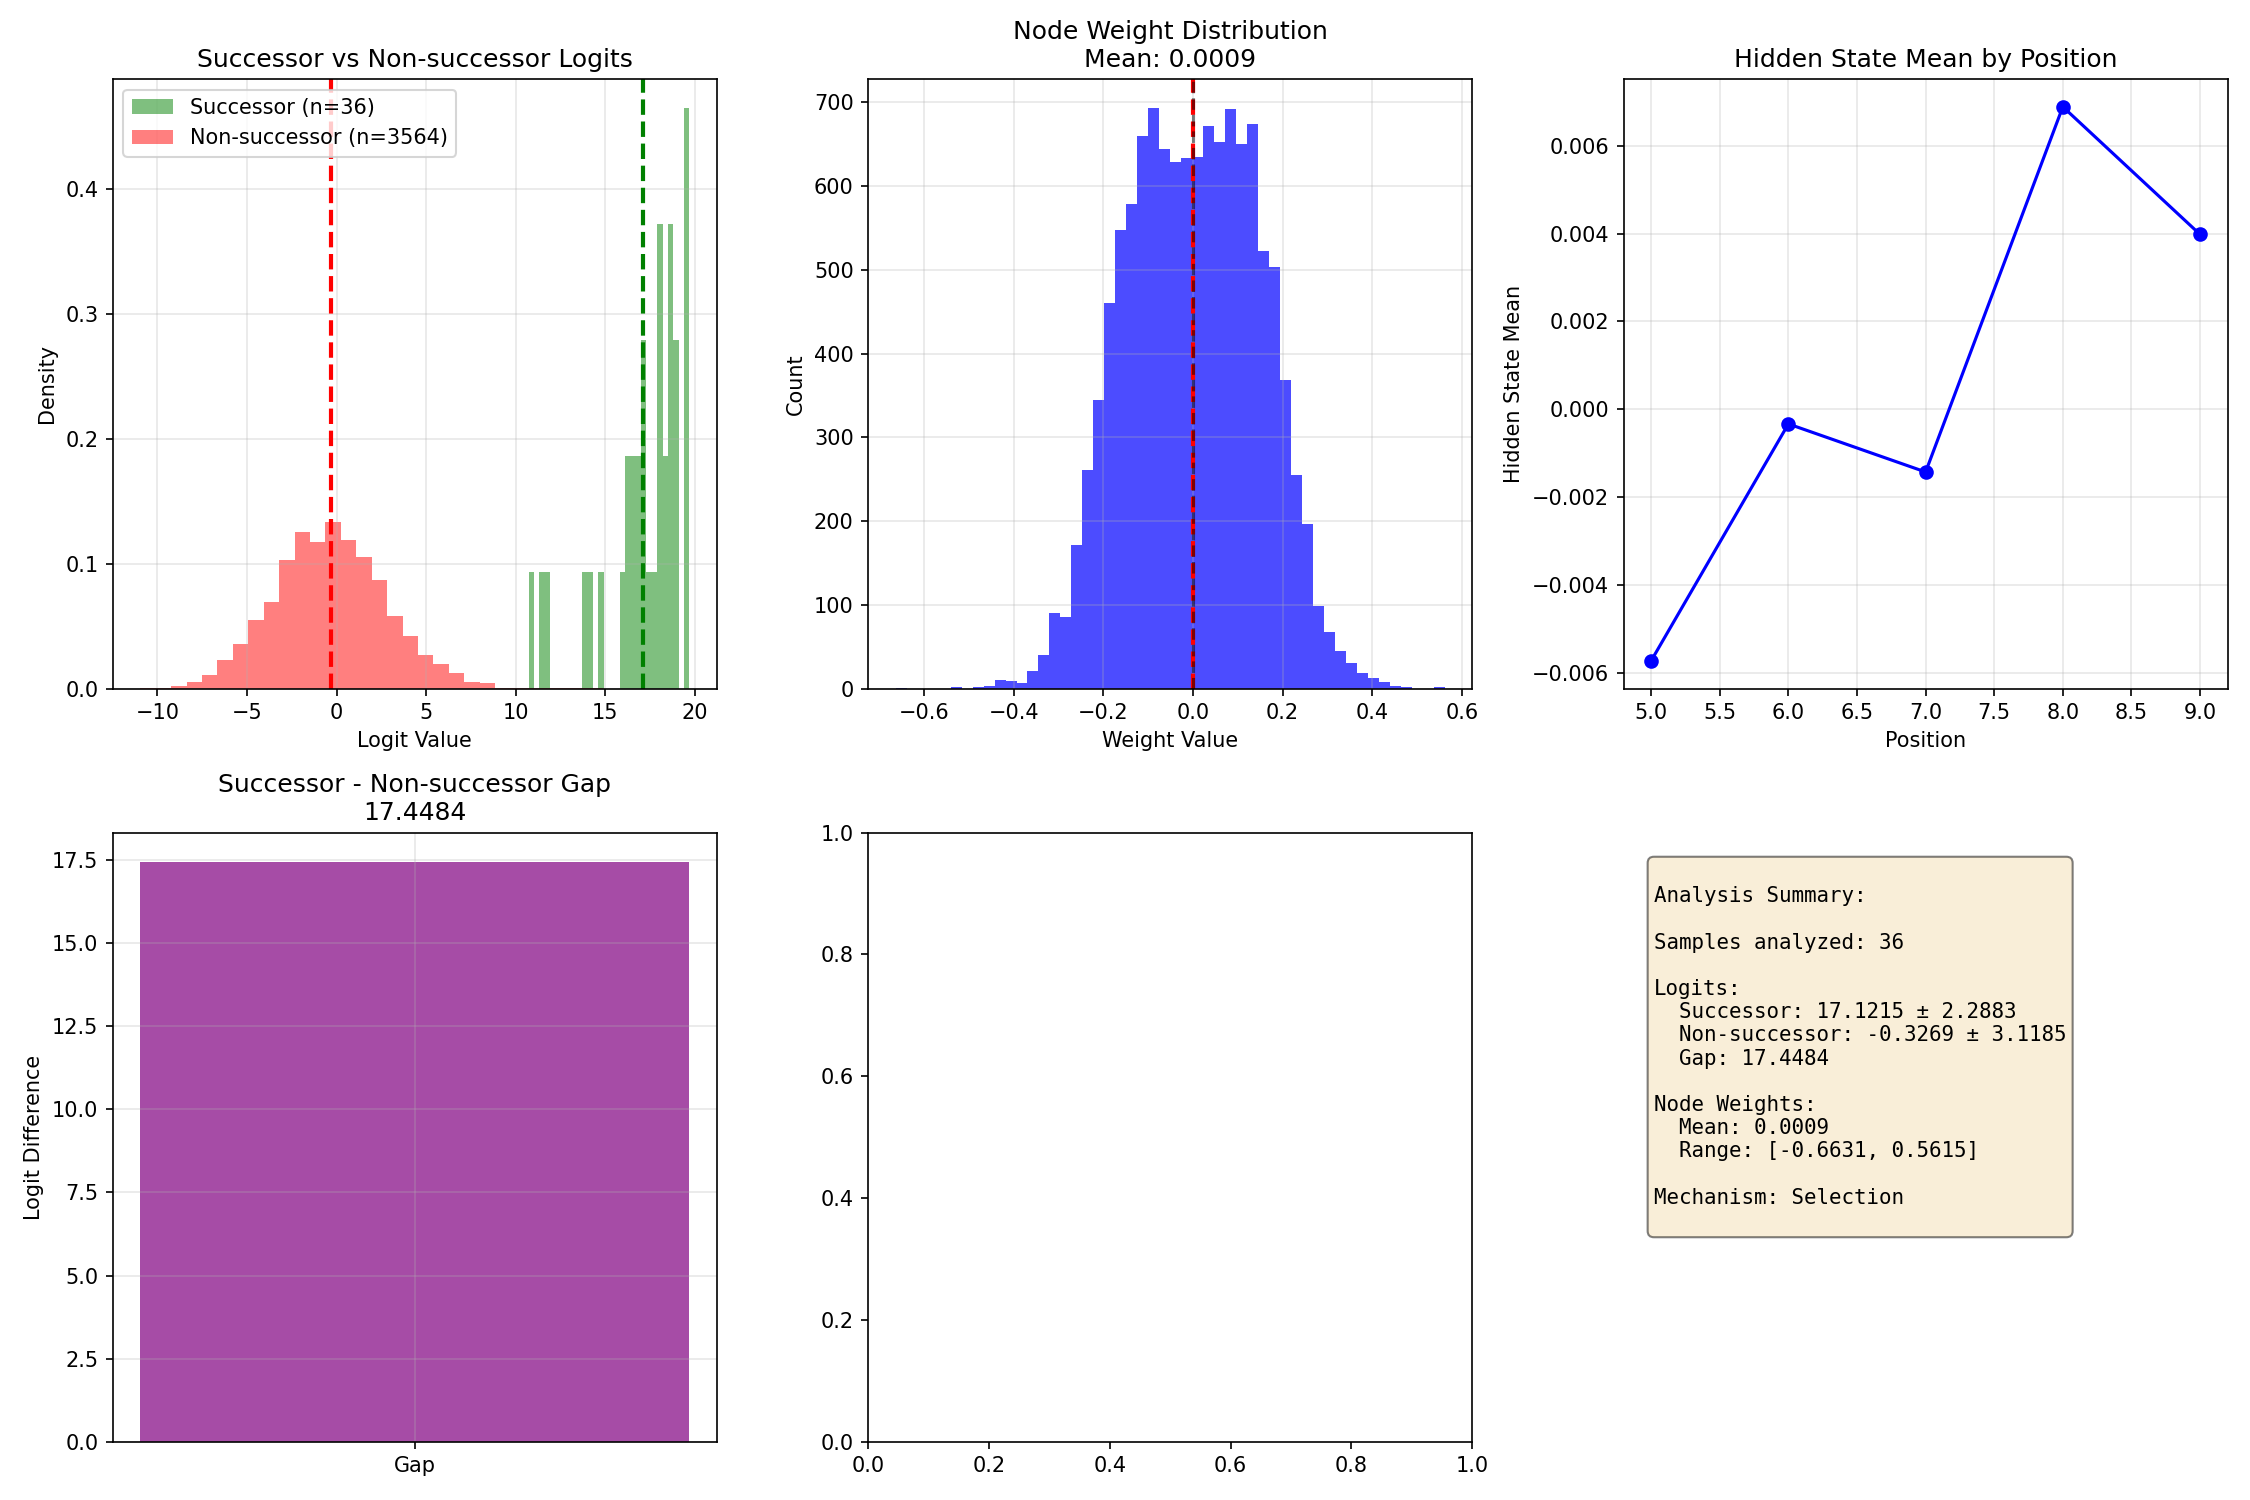 Successor vs Non-successor Logits
Successor (n=36)
Non-successor (n=3564)
Density
0.4
0.3
0.2
0.1
0.0
−10 −5 0 5 10 15 20
Logit Value
Node Weight Distribution
Mean: 0.0009
Count
700
600
500
400
300
200
100
0
−0.6 −0.4 −0.2 0.0 0.2 0.4 0.6
Weight Value
Hidden State Mean by Position
Hidden State Mean
0.006
0.004
0.002
0.000
−0.002
−0.004
−0.006
5.0 5.5 6.0 6.5 7.0 7.5 8.0 8.5 9.0
Position
Successor - Non-successor Gap
17.4484
Logit Difference
17.5
15.0
12.5
10.0
7.5
5.0
2.5
0.0
Gap
1.0
0.8
0.6
0.4
0.2
0.0
0.0 0.2 0.4 0.6 0.8 1.0
Analysis Summary:
Samples analyzed: 36
Logits:
Successor: 17.1215 ± 2.2883
Non-successor: -0.3269 ± 3.1185
Gap: 17.4484
Node Weights:
Mean: 0.0009
Range: [-0.6631, 0.5615]
Mechanism: Selection